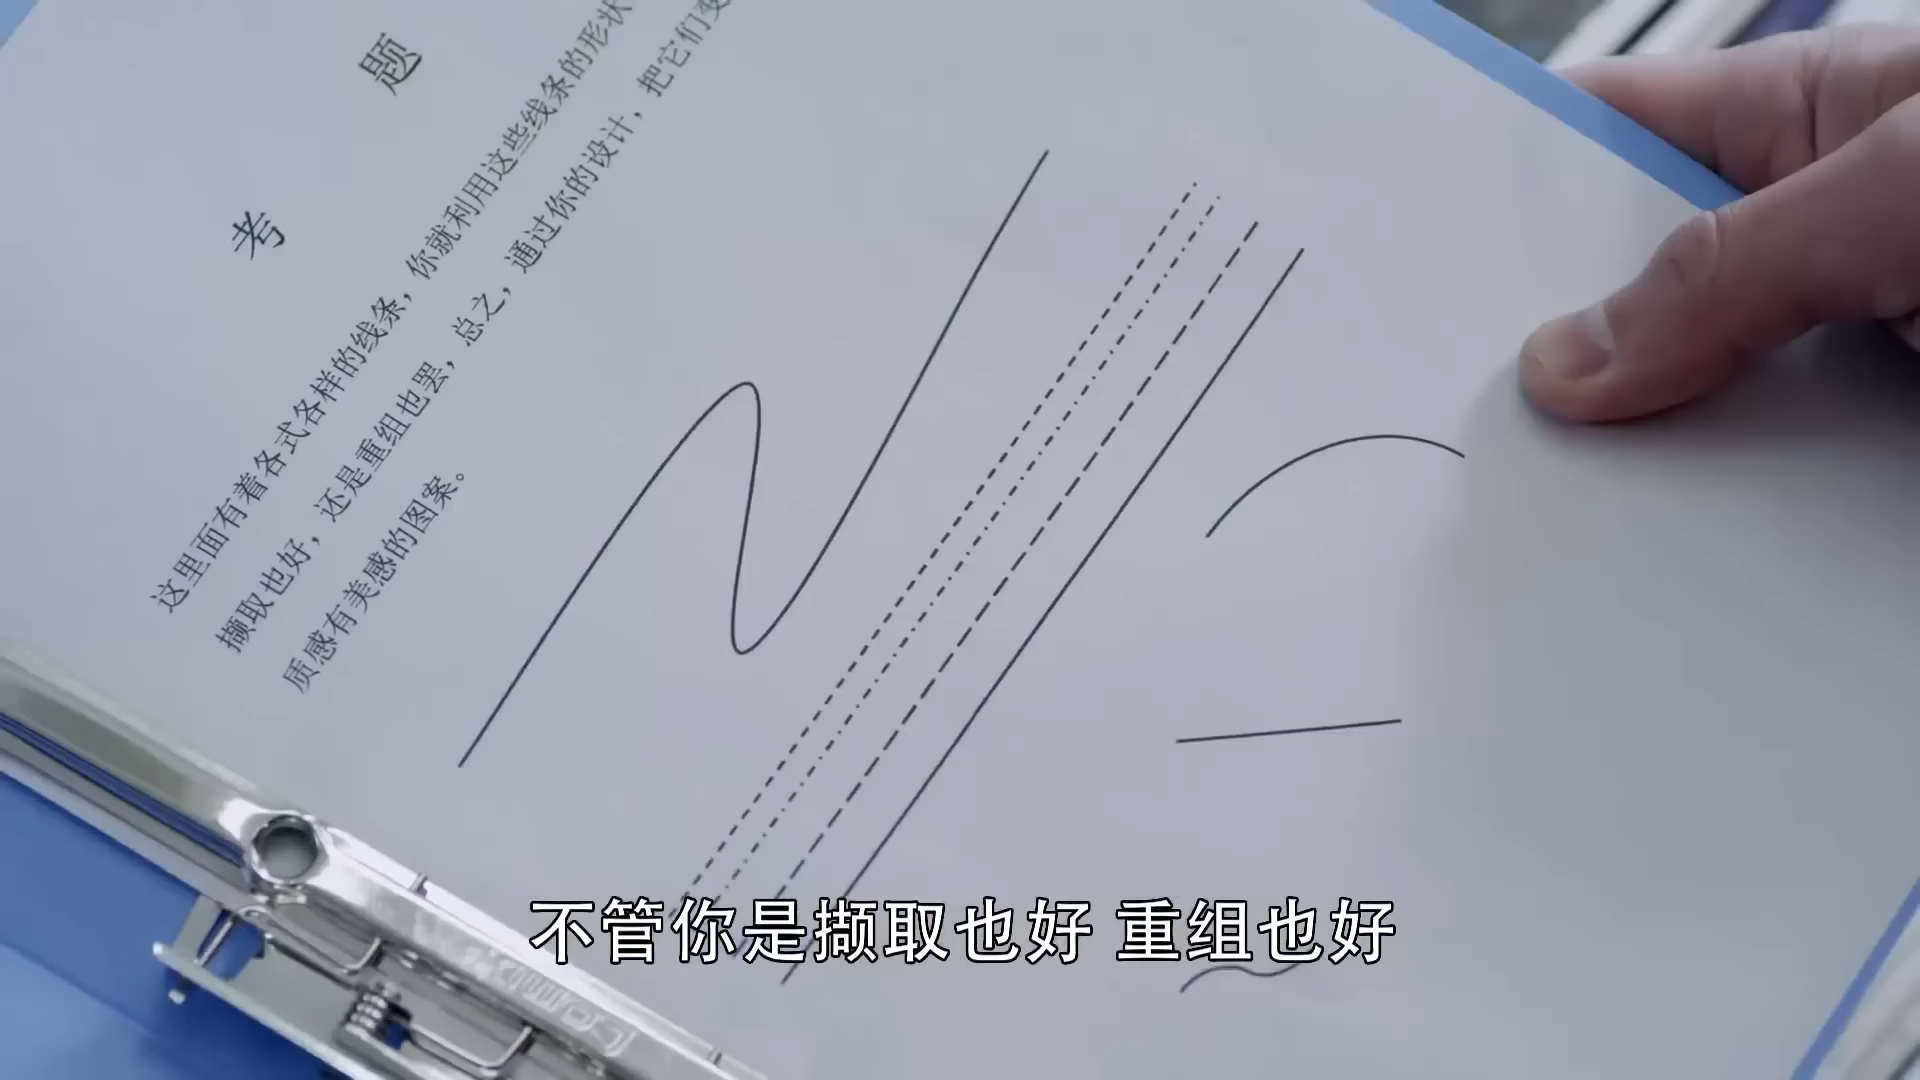 考 题
这里面有着各式各样的线条，你就利用这些线条的形状
撷取也好，还是重组也罢，总之，通过你的设计，把它们变
质感有美感的图案。
不管你是撷取也好 重组也好